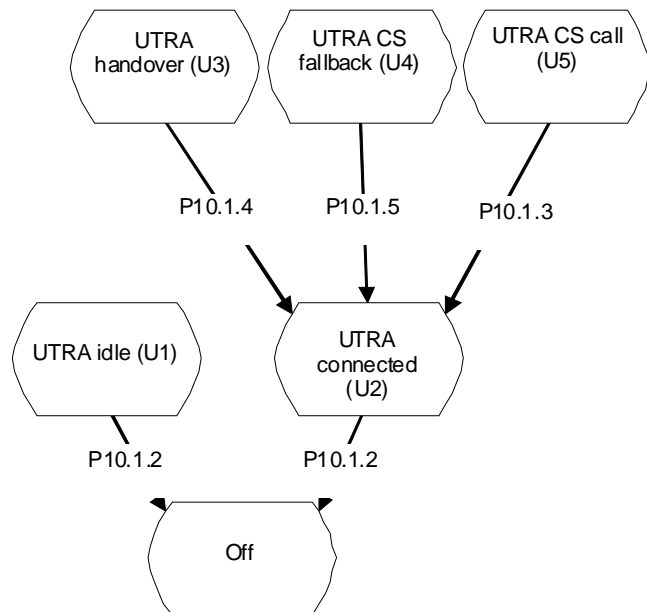 UTRA
handover (U3)
UTRA CS
fallback (U4)
UTRA CS call
(U5)
P10.1.4
P10.1.5
P10.1.3
UTRA idle (U1)
UTRA
connected
(U2)
P10.1.2
P10.1.2
Off